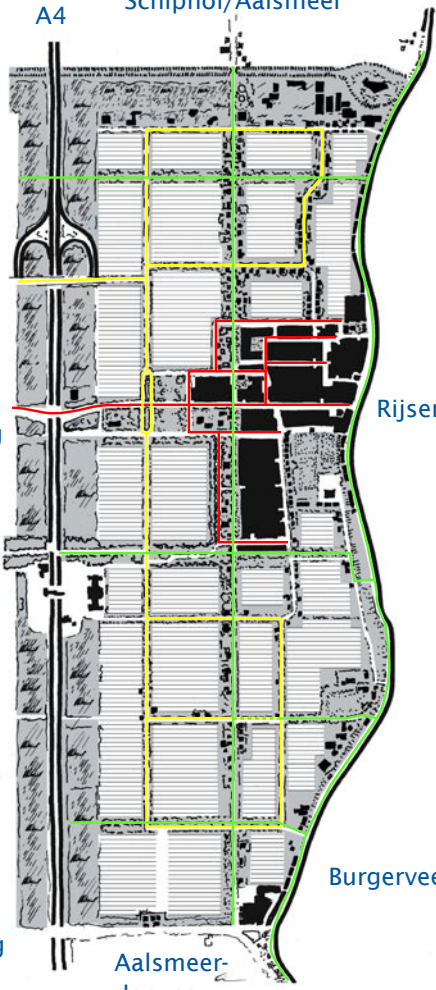 Schiphol/Aalsmeer
A4
Rijsen
g
Burgervee
g
Aalsmeer-